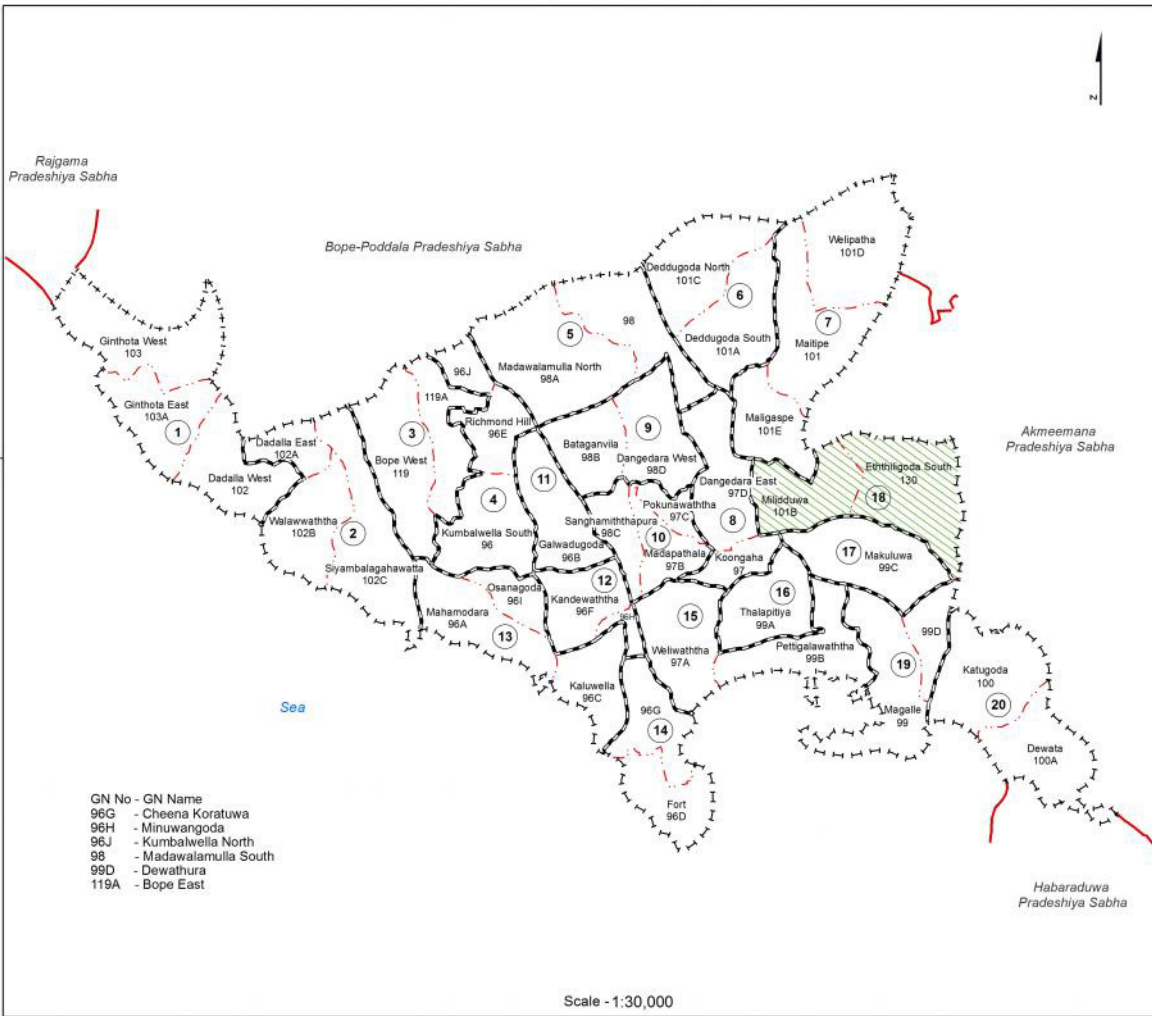 Rajgama
Pradeshiya Sabha
Bope-Poddala Pradeshiya Sabha
Akmeemana
Pradeshiya Sabha
Habaraduwa
Pradeshiya Sabha
Sea
N
Ginthota West
103
Ginthota East
103A
1
Dadalla East
102A
Dadalla West
102
Walawwaththa
102B
2
Siyambalagahawatta
102C
Bope West
119
3
119A
96J
Richmond Hill
96E
4
Kumbalwella South
96
Madawalamulla North
98A
5
98
Deddugoda North
101C
6
Deddugoda South
101A
Welipatha
101D
7
Maitipe
101
Maligaspe
101E
Bataganvila
98B
9
Dangedara West
98D
11
Galwadugoda
96B
Sanghamiththapura
98C
Pokunawaththa
97C
10
Madapathala
97B
Dangedara East
97D
8
Koongaha
97
Milidduwa
101B
Eththiligoda South
130
18
17
Makuluwa
99C
16
Thalapitiya
99A
15
Weliwaththa
97A
12
Kandewaththa
96F
96H
Osanagoda
96I
Mahamodara
96A
13
Kaluwella
96C
96G
14
Fort
96D
Pettigalawaththa
99B
19
Magalle
99
99D
Katugoda
100
20
Dewata
100A
GN No - GN Name
96G - Cheena Koratuwa
96H - Minuwangoda
96J - Kumbalwella North
98 - Madawalamulla South
99D - Dewathura
119A - Bope East
Scale - 1:30,000